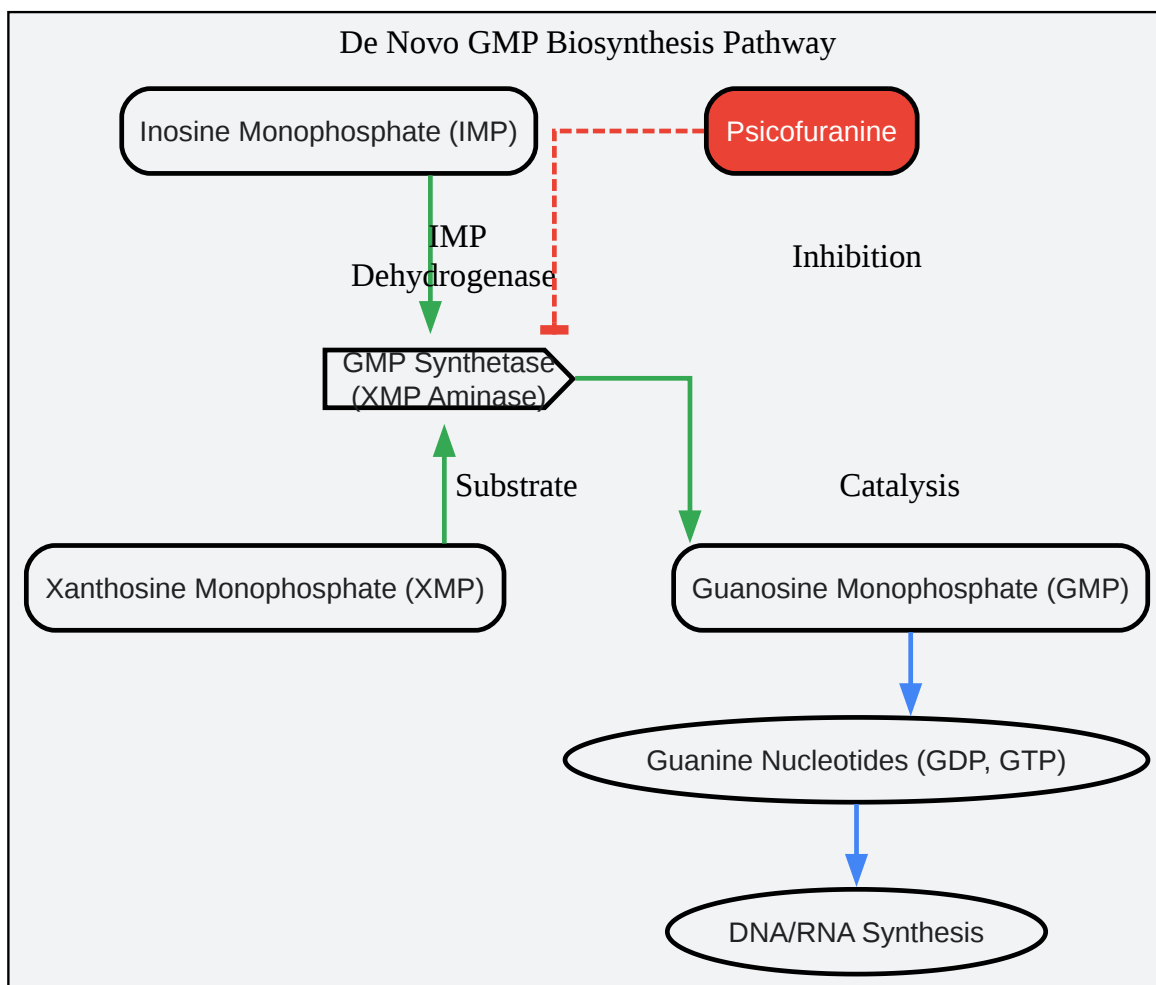 De Novo GMP Biosynthesis Pathway
Inosine Monophosphate (IMP)
Psicofuranine
IMP
Dehydrogenase
Inhibition
GMP Synthetase
(XMP Aminase)
Substrate
Catalysis
Xanthosine Monophosphate (XMP)
Guanosine Monophosphate (GMP)
Guanine Nucleotides (GDP, GTP)
DNA/RNA Synthesis